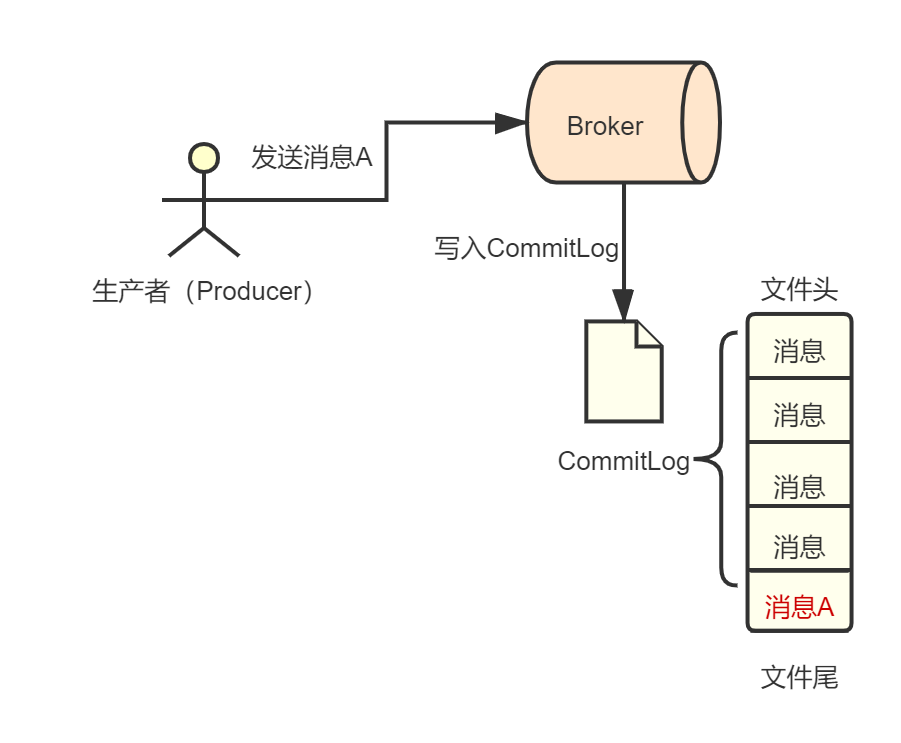 Broker
发送消息A
生产者（Producer）
写入CommitLog
文件头
消息
消息
CommitLog
消息
消息
消息A
文件尾